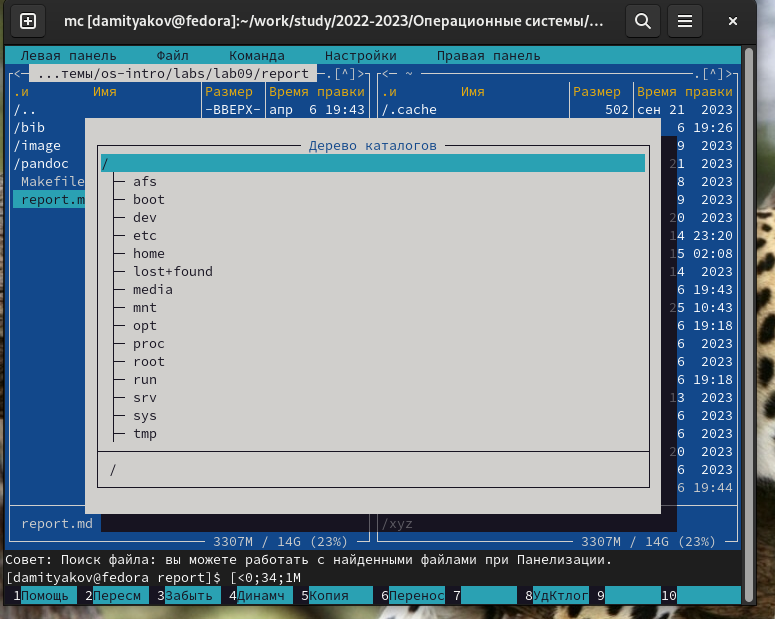 mc [damityakov@fedora]:~/work/study/2022-2023/Операционные системы/...
Левая панель Файл Команда Настройки Правая панель
<— ...темы/os-intro/labs/lab09/report —.[^]> <— ~ —.[^]>
.и Имя Размер Время правки .и Имя Размер Время правки
/.. -ВВЕРХ- апр 6 19:43 /.cache 502 сен 21 2023
/bib 6 19:26
/image 9 2023
/pandoc 21 2023
Makefile 8 2023
report.m 9 2023
20 2023
14 23:20
15 02:08
14 2023
6 19:43
25 10:43
6 19:18
6 2023
6 2023
6 19:18
13 2023
6 2023
6 2023
20 2023
6 2023
6 19:44
Дерево каталогов
/
afs
boot
dev
etc
home
lost+found
media
mnt
opt
proc
root
run
srv
sys
tmp
/
report.md /xyz
3307M / 14G (23%) 3307M / 14G (23%)
Совет: Поиск файла: вы можете работать с найденными файлами при Панелизации.
[damityakov@fedora report]$ [<0;34;1M
1Помощь 2Пересм 3Забыть 4Динамч 5Копия 6Перенос 7 8УдКтлог 9 10